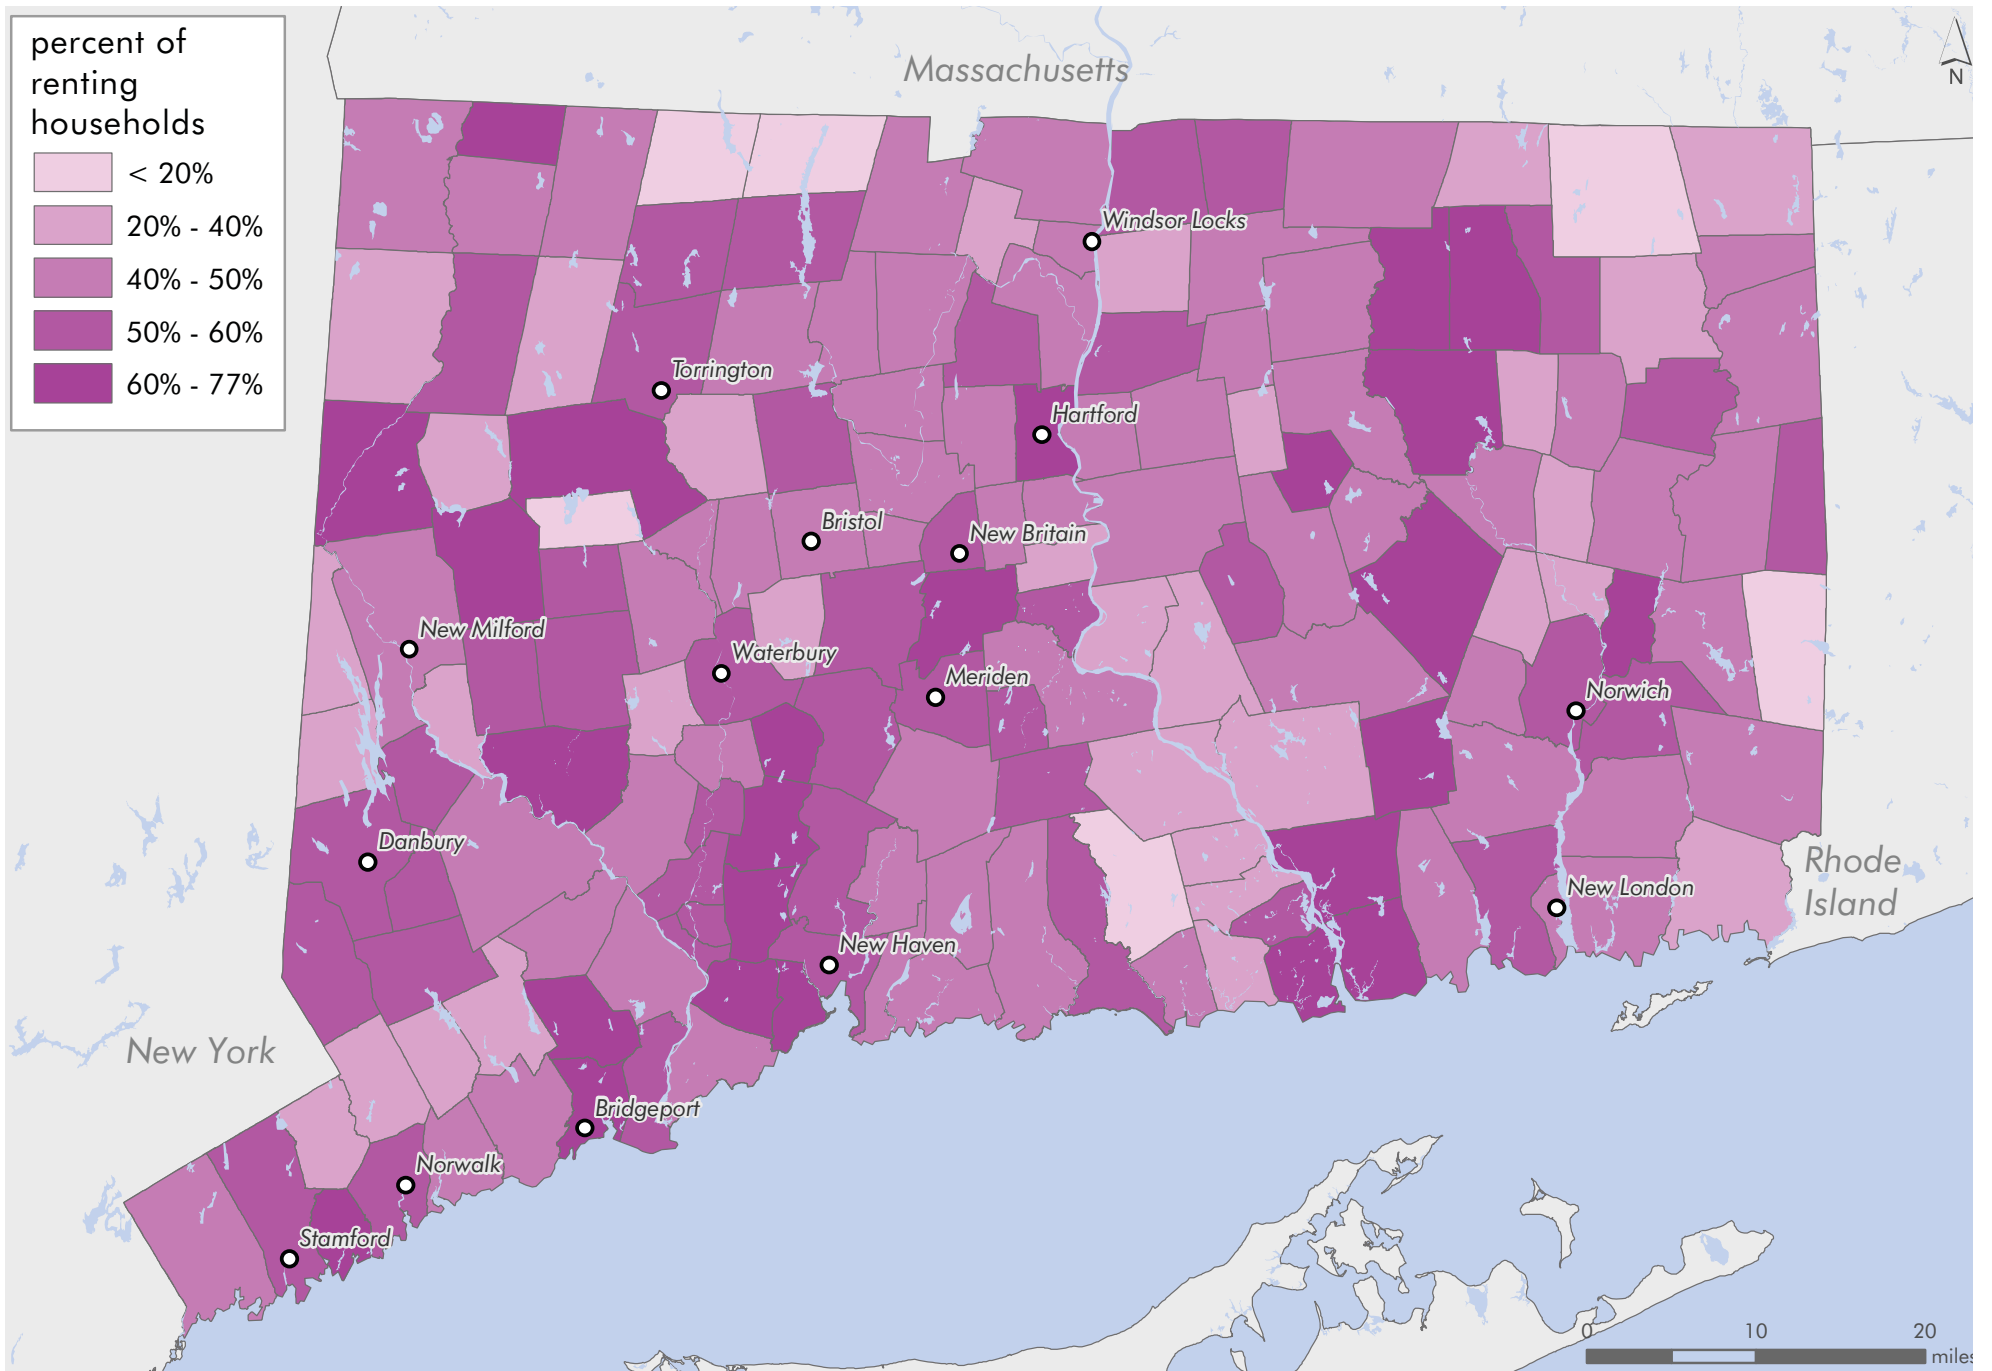 percent of
renting
households
< 20%
20% - 40%
40% - 50%
50% - 60%
60% - 77%
Massachusetts
N
Windsor Locks
Torrington
Hartford
Bristol
New Britain
New Milford
Waterbury
Meriden
Norwich
Danbury
Rhode
Island
New London
New Haven
New York
Bridgeport
Norwalk
Stamford
0 10 20
miles